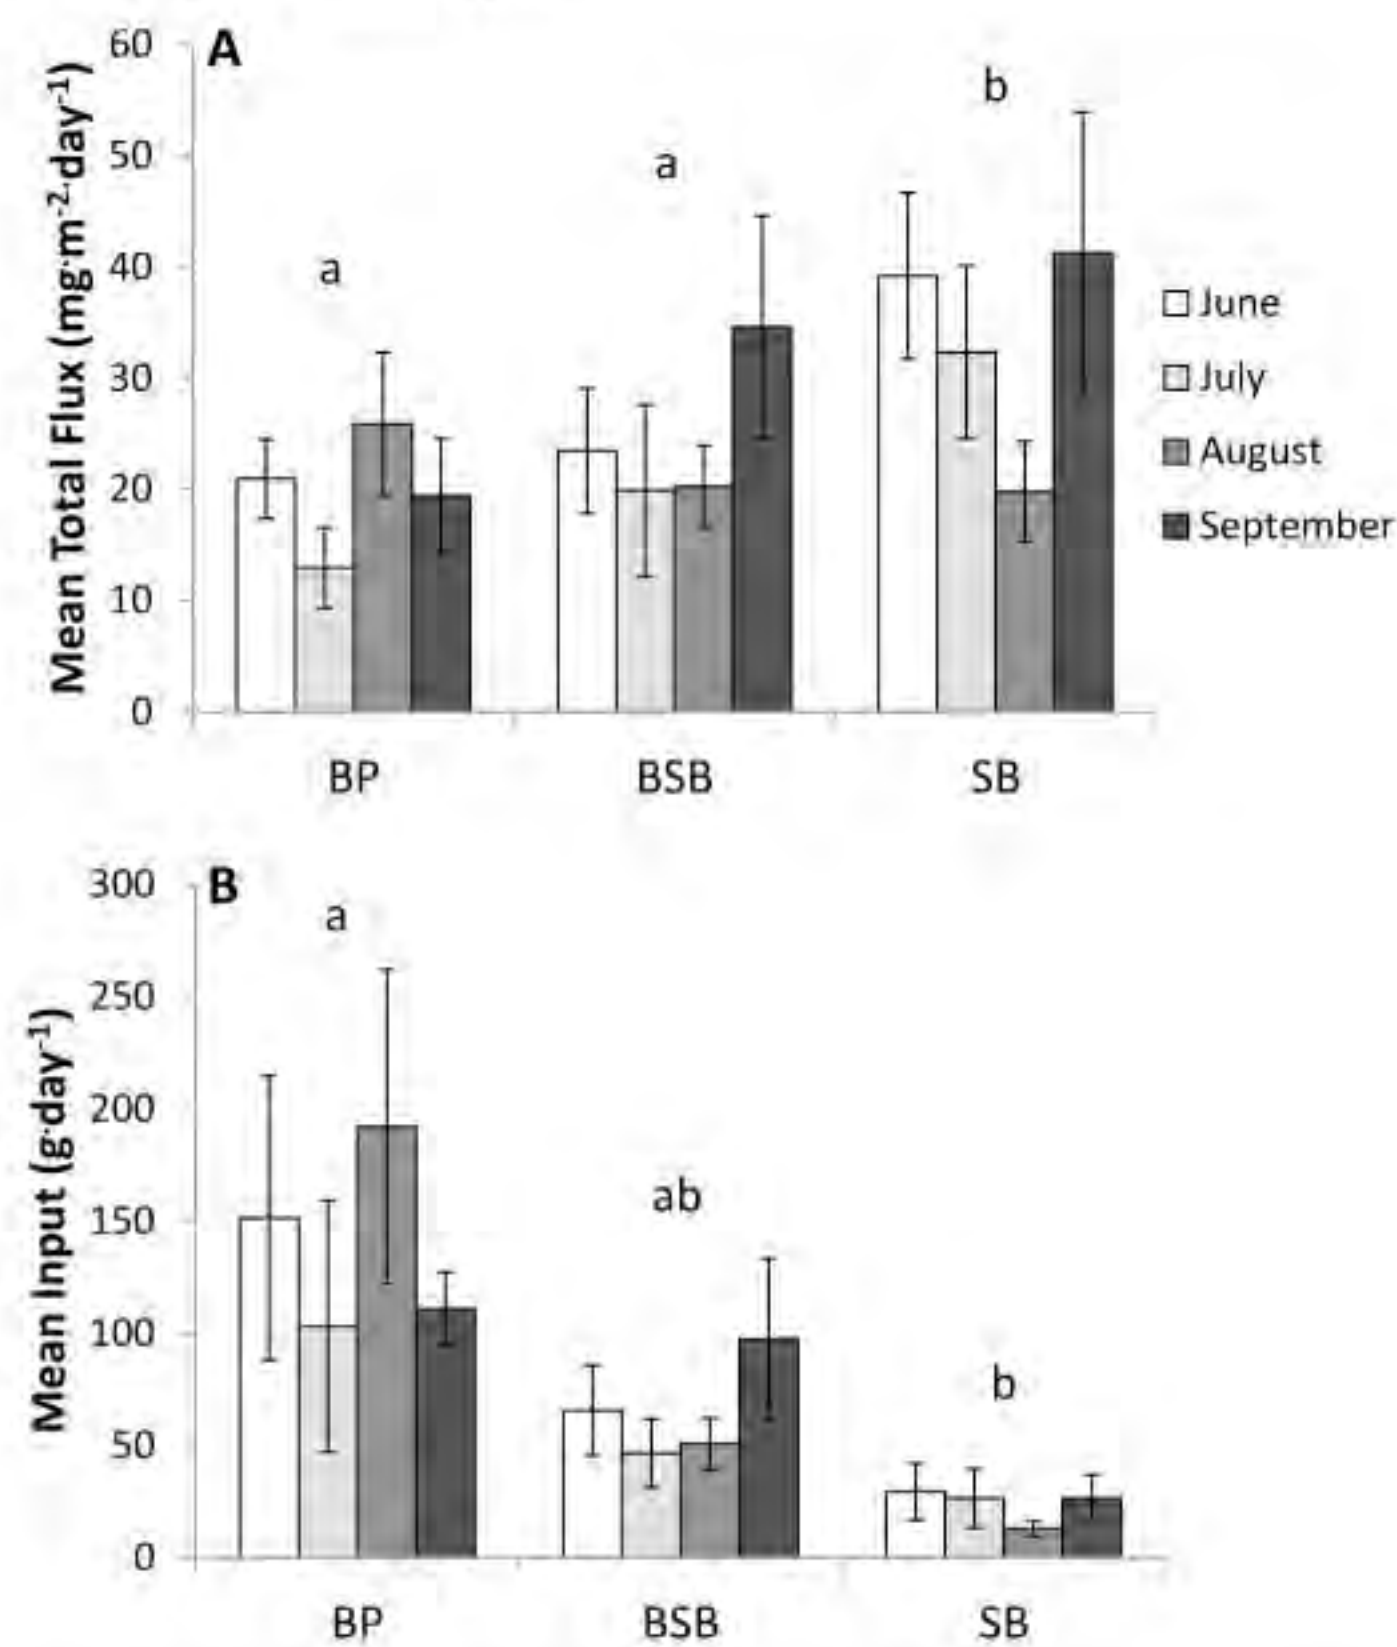 A
Mean Total Flux (mg·m⁻²·day⁻¹)
60
50
40
30
20
10
0
a
a
b
BP
BSB
SB
June
July
August
September
B
Mean Input (g·day⁻¹)
300
250
200
150
100
50
0
a
ab
b
BP
BSB
SB